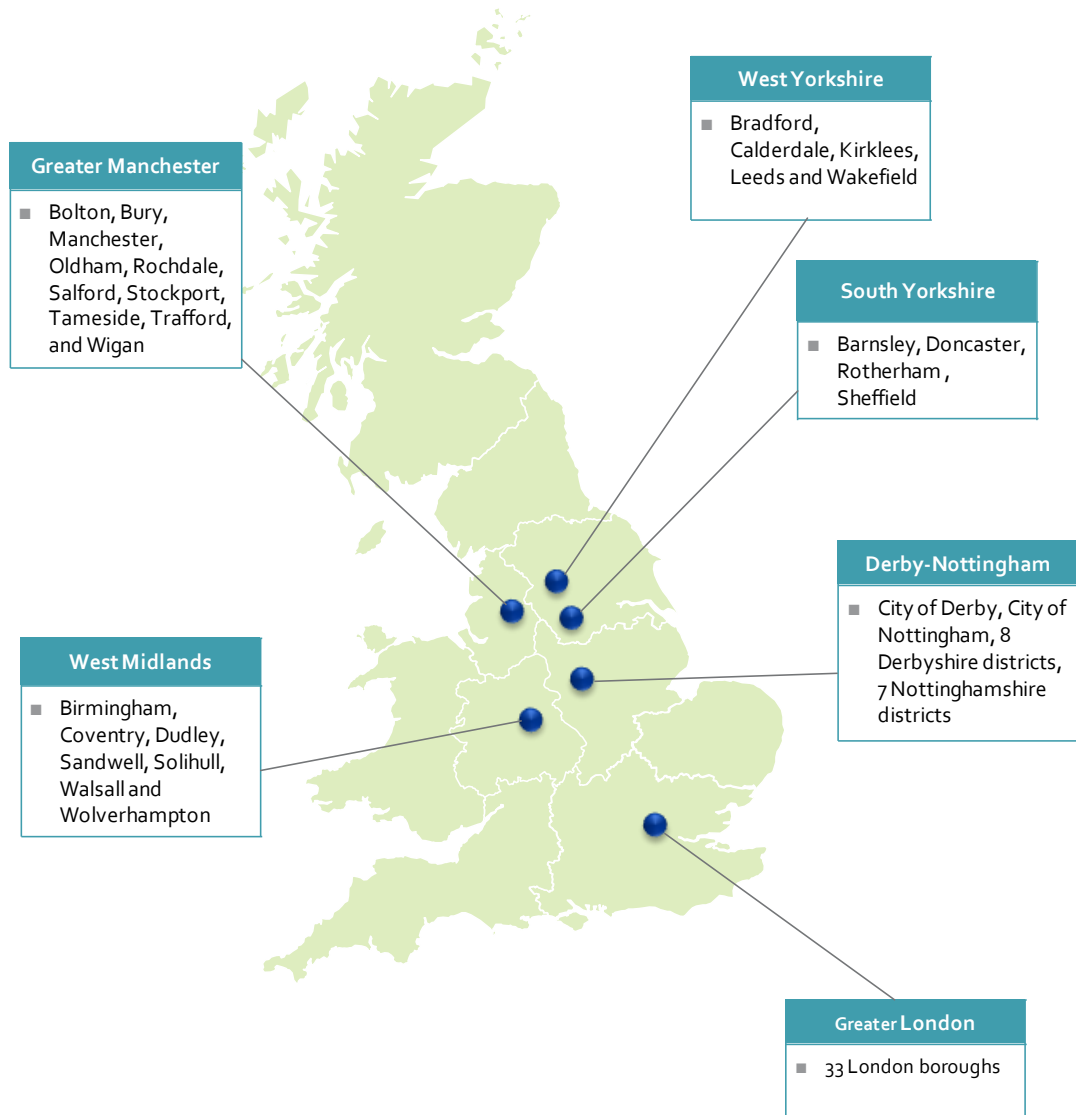 West Yorkshire
Bradford,
Calderdale, Kirklees,
Leeds and Wakefield
Greater Manchester
Bolton, Bury,
Manchester,
Oldham, Rochdale,
Salford, Stockport,
Tameside, Trafford,
and Wigan
South Yorkshire
Barnsley, Doncaster,
Rotherham ,
Sheffield
Derby-Nottingham
City of Derby, City of
Nottingham, 8
Derbyshire districts,
7 Nottinghamshire
districts
West Midlands
Birmingham,
Coventry, Dudley,
Sandwell, Solihull,
Walsall and
Wolverhampton
Greater London
33 London boroughs